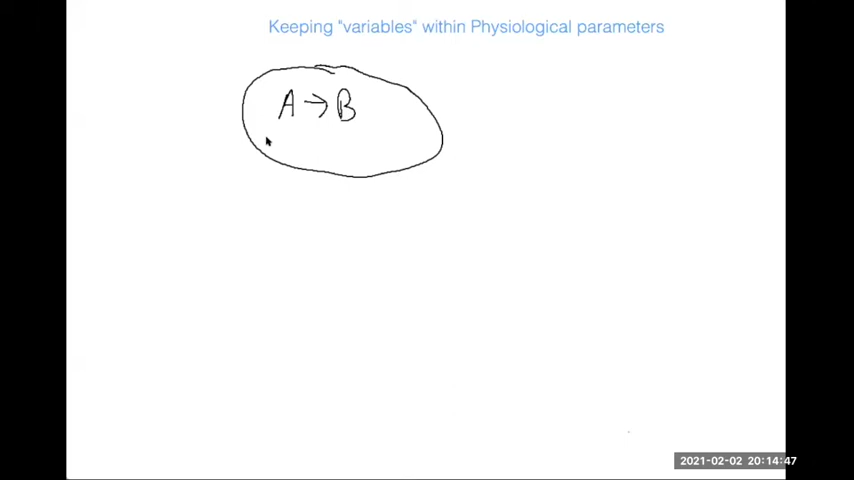 Keeping "variables" within Physiological parameters
A → B
2021-02-02 20:14:47